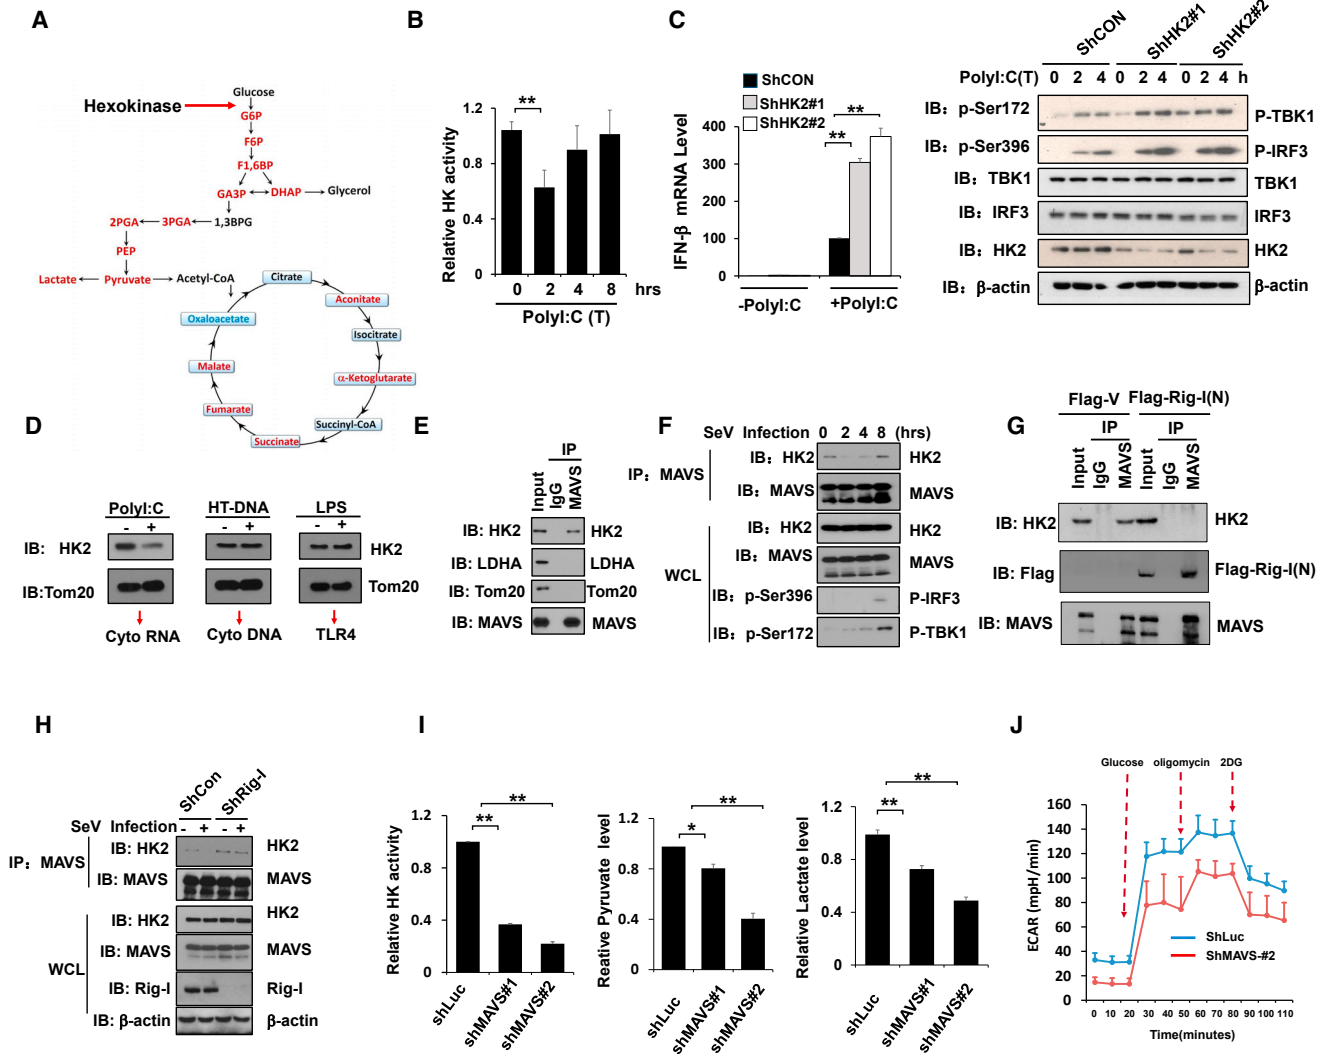 A
Hexokinase
Glucose
G6P
F6P
F1,6BP
GA3P
DHAP
Glycerol
2PGA
3PGA
1,3BPG
PEP
Lactate
Pyruvate
Acetyl-CoA
Citrate
Aconitate
Isocitrate
α-Ketoglutarate
Succinyl-CoA
Succinate
Fumarate
Malate
Oxaloacetate
B
Relative HK activity
1.2
0.8
0.4
0
**
0 2 4 8 hrs
PolyI:C (T)
C
IFN-β mRNA Level
ShCON
ShHK2#1
ShHK2#2
400
300
200
100
0
**
**
-PolyI:C
+PolyI:C
ShCON ShHK2#1 ShHK2#2
PolyI:C(T) 0 2 4 0 2 4 0 2 4 h
IB: p-Ser172 P-TBK1
IB: p-Ser396 P-IRF3
IB: TBK1 TBK1
IB: IRF3 IRF3
IB: HK2 HK2
IB: β-actin β-actin
D
PolyI:C HT-DNA LPS
- + - + - +
IB: HK2 HK2
IB:Tom20 Tom20
Cyto RNA Cyto DNA TLR4
E
IP
Input IgG MAVS
IB: HK2 HK2
IB: LDHA LDHA
IB: Tom20 Tom20
IB: MAVS MAVS
F
SeV Infection 0 2 4 8 (hrs)
IP: MAVS
IB: HK2 HK2
IB: MAVS MAVS
WCL
IB: HK2 HK2
IB: MAVS MAVS
IB: p-Ser396 P-IRF3
IB: p-Ser172 P-TBK1
G
Flag-V Flag-Rig-I(N)
IP IP
Input IgG MAVS Input IgG MAVS
IB: HK2 HK2
IB: Flag Flag-Rig-I(N)
IB: MAVS MAVS
H
ShCon ShRig-I
SeV Infection - + - +
IP: MAVS
IB: HK2 HK2
IB: MAVS MAVS
WCL
IB: HK2 HK2
IB: MAVS MAVS
IB: Rig-I Rig-I
IB: β-actin β-actin
I
Relative HK activity
1.2
0.8
0.4
0
**
**
shLuc shMAVS#1 shMAVS#2
Reative Pyruvate level
1.2
0.8
0.4
0
*
**
shLuc shMAVS#1 shMAVS#2
Relative Lactate level
1.2
0.8
0.4
0
**
**
shLuc shMAVS#1 shMAVS#2
J
Glucose oligomycin 2DG
ECAR (mpH/min)
160
140
120
100
80
60
40
20
0
ShLuc
ShMAVS-#2
0 10 20 30 40 50 60 70 80 90 100 110
Time(minutes)